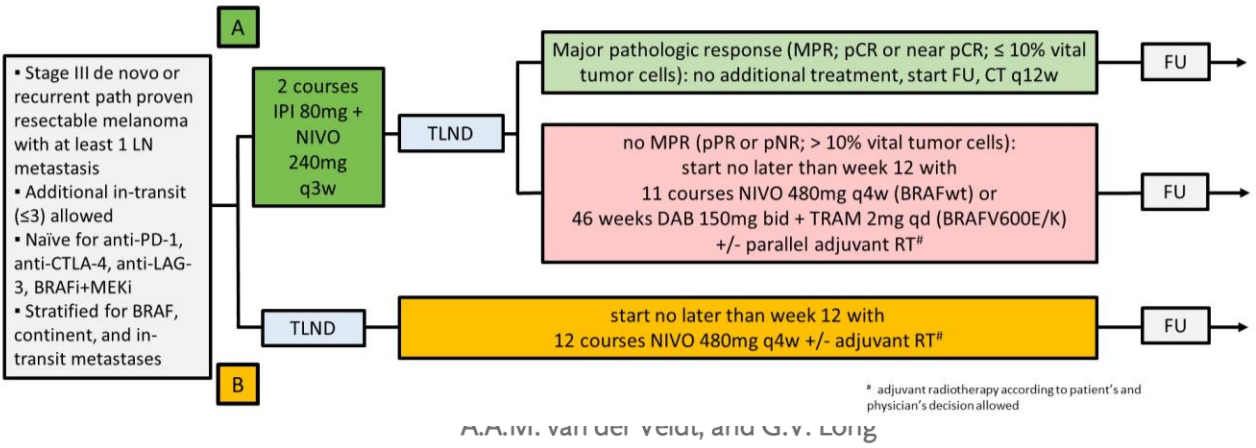 A
▪ Stage III de novo or
recurrent path proven
resectable melanoma
with at least 1 LN
metastasis
▪ Additional in-transit
(≤3) allowed
▪ Naïve for anti-PD-1,
anti-CTLA-4, anti-LAG-
3, BRAFi+MEKi
▪ Stratified for BRAF,
continent, and in-
transit metastases
2 courses
IPI 80mg +
NIVO
240mg
q3w
TLND
Major pathologic response (MPR; pCR or near pCR; ≤ 10% vital
tumor cells): no additional treatment, start FU, CT q12w
FU
no MPR (pPR or pNR; > 10% vital tumor cells):
start no later than week 12 with
11 courses NIVO 480mg q4w (BRAFwt) or
46 weeks DAB 150mg bid + TRAM 2mg qd (BRAFV600E/K)
+/- parallel adjuvant RT#
FU
TLND
start no later than week 12 with
12 courses NIVO 480mg q4w +/- adjuvant RT#
FU
B
# adjuvant radiotherapy according to patient's and
physician's decision allowed
A.A.M. van der Veldt, and G.V. Long